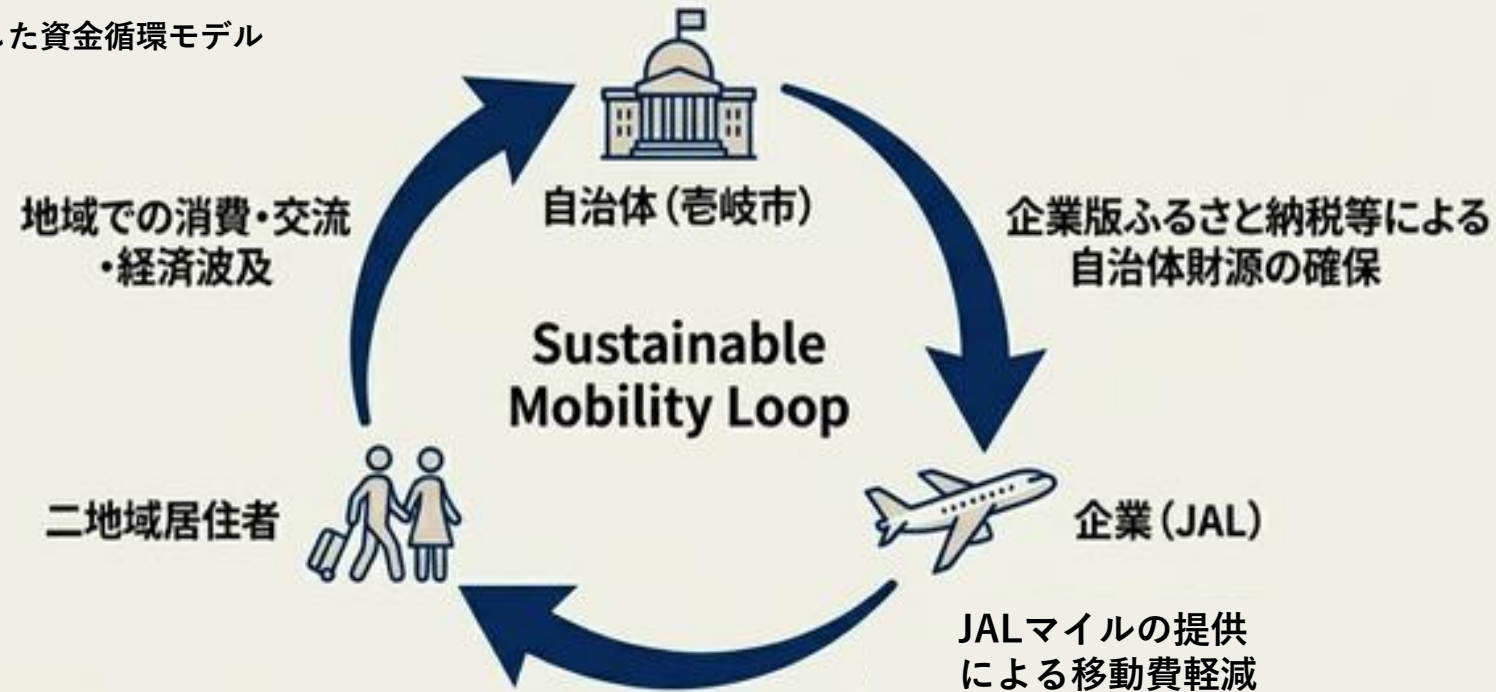 した資金循環モデル
自治体（壱岐市）
地域での消費・交流
・経済波及
企業版ふるさと納税等による
自治体財源の確保
Sustainable
Mobility Loop
二地域居住者
企業（JAL）
JALマイルの提供
による移動費軽減